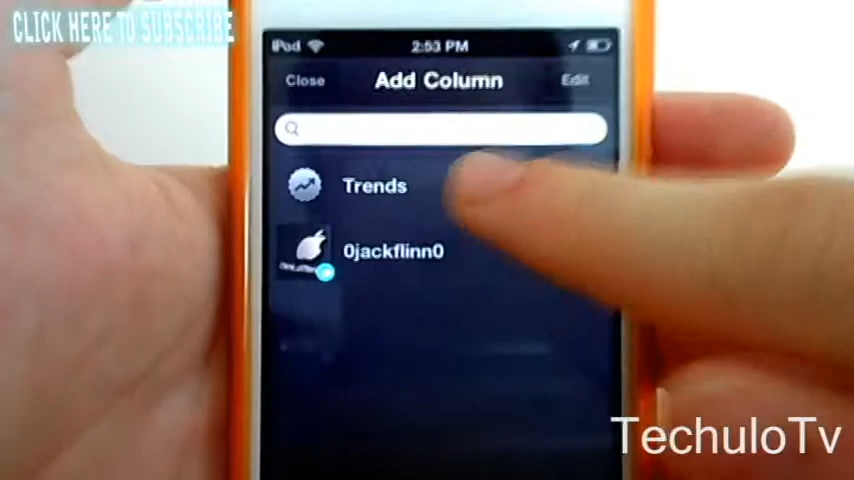 CLICK HERE TO SUBSCRIBE
iPod 2:53 PM
Close Add Column Edit
Trends
0jackflinn0
TechuloTv